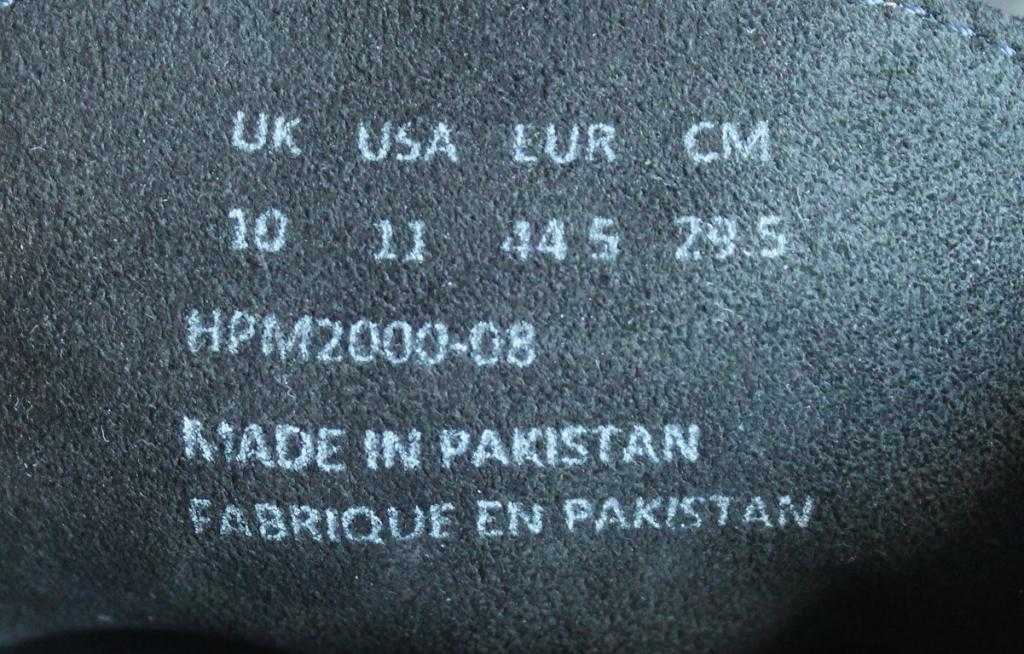 UK USA EUR CM
10 11 44.5 29.5
HPM2000-08
MADE IN PAKISTAN
FABRIQUE EN PAKISTAN